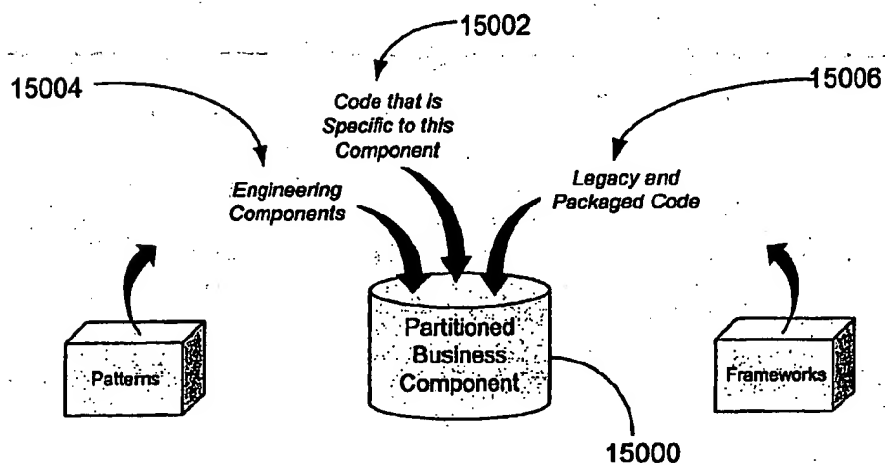 15002
15004
15006
Code that is
Specific to this
Component
Engineering
Components
Legacy and
Packaged Code
Partitioned
Business
Component
Patterns
Frameworks
15000